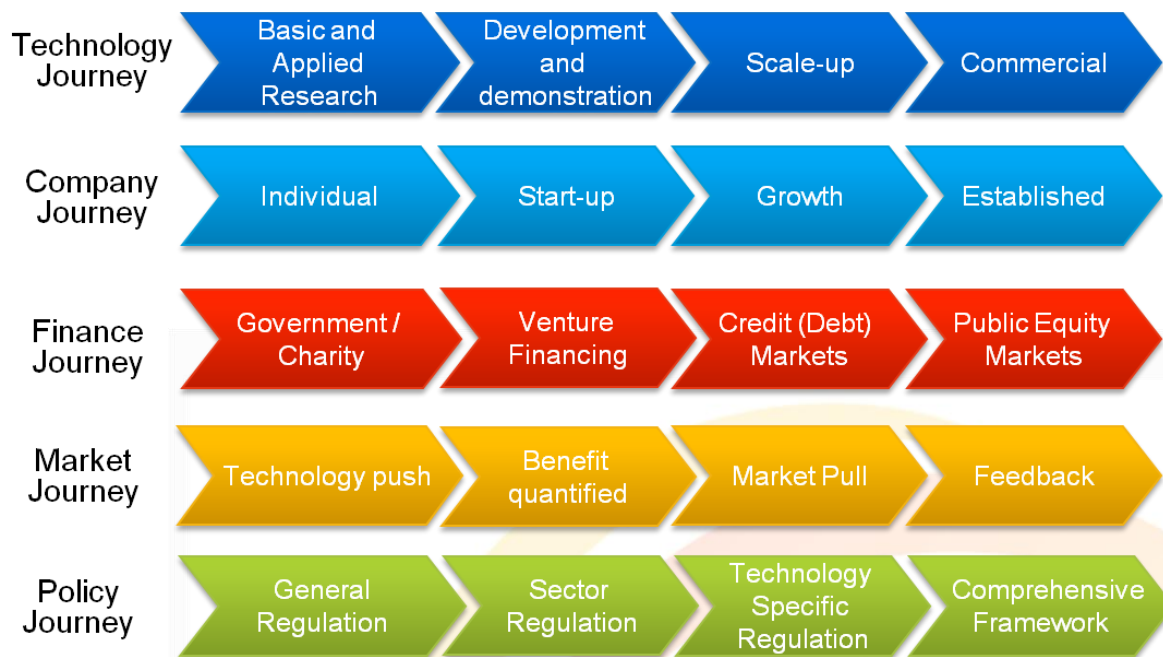 Technology
Journey
Basic and
Applied
Research
Development
and
demonstration
Scale-up
Commercial
Company
Journey
Individual
Start-up
Growth
Established
Finance
Journey
Government /
Charity
Venture
Financing
Credit (Debt)
Markets
Public Equity
Markets
Market
Journey
Technology push
Benefit
quantified
Market Pull
Feedback
Policy
Journey
General
Regulation
Sector
Regulation
Technology
Specific
Regulation
Comprehensive
Framework